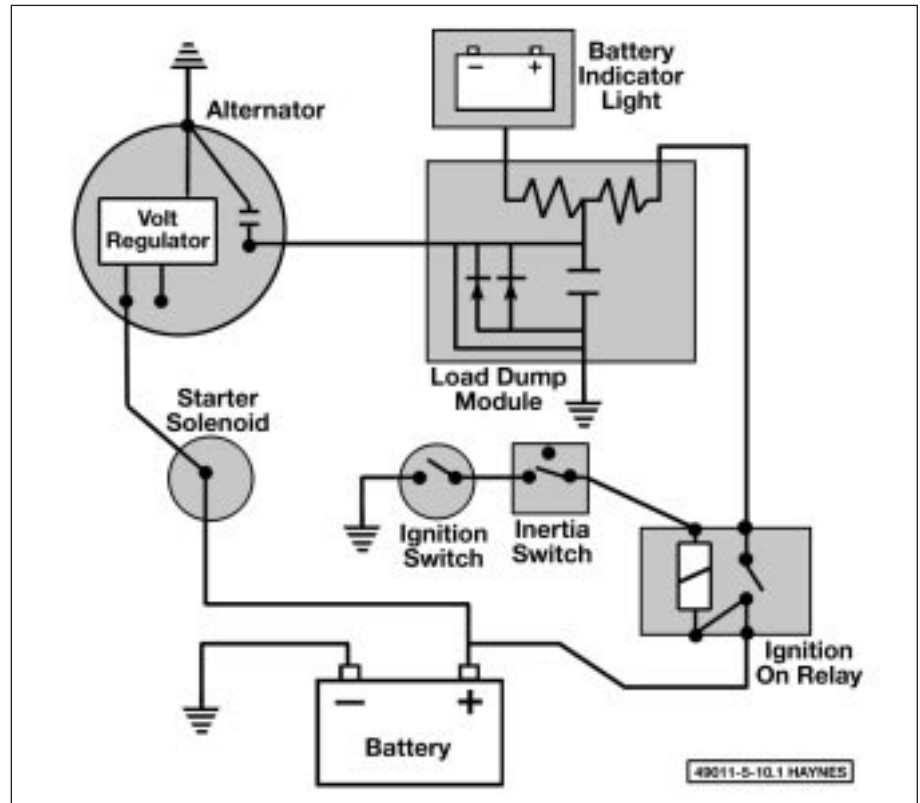 Battery
Indicator
Light
− +
Alternator
Volt
Regulator
Load Dump
Module
Starter
Solenoid
Ignition
Switch
Inertia
Switch
Ignition
On Relay
− +
Battery
49011-5-10.1 HAYNES